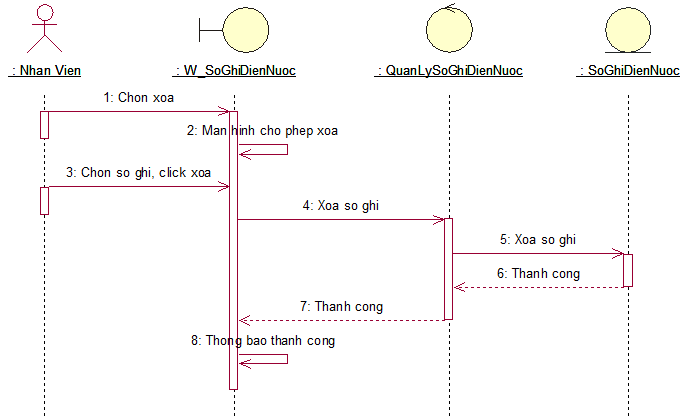 : Nhan Vien
: W_SoGhiDienNuoc
: QuanLySoGhiDienNuoc
: SoGhiDienNuoc
1: Chon xoa
2: Man hinh cho phep xoa
3: Chon so ghi, click xoa
4: Xoa so ghi
5: Xoa so ghi
6: Thanh cong
7: Thanh cong
8: Thong bao thanh cong